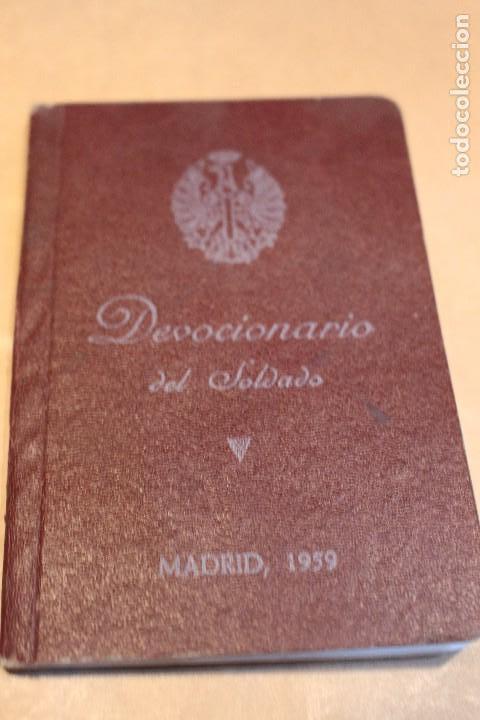 Devocionario
del Soldado
MADRID, 1959
todocoleccion